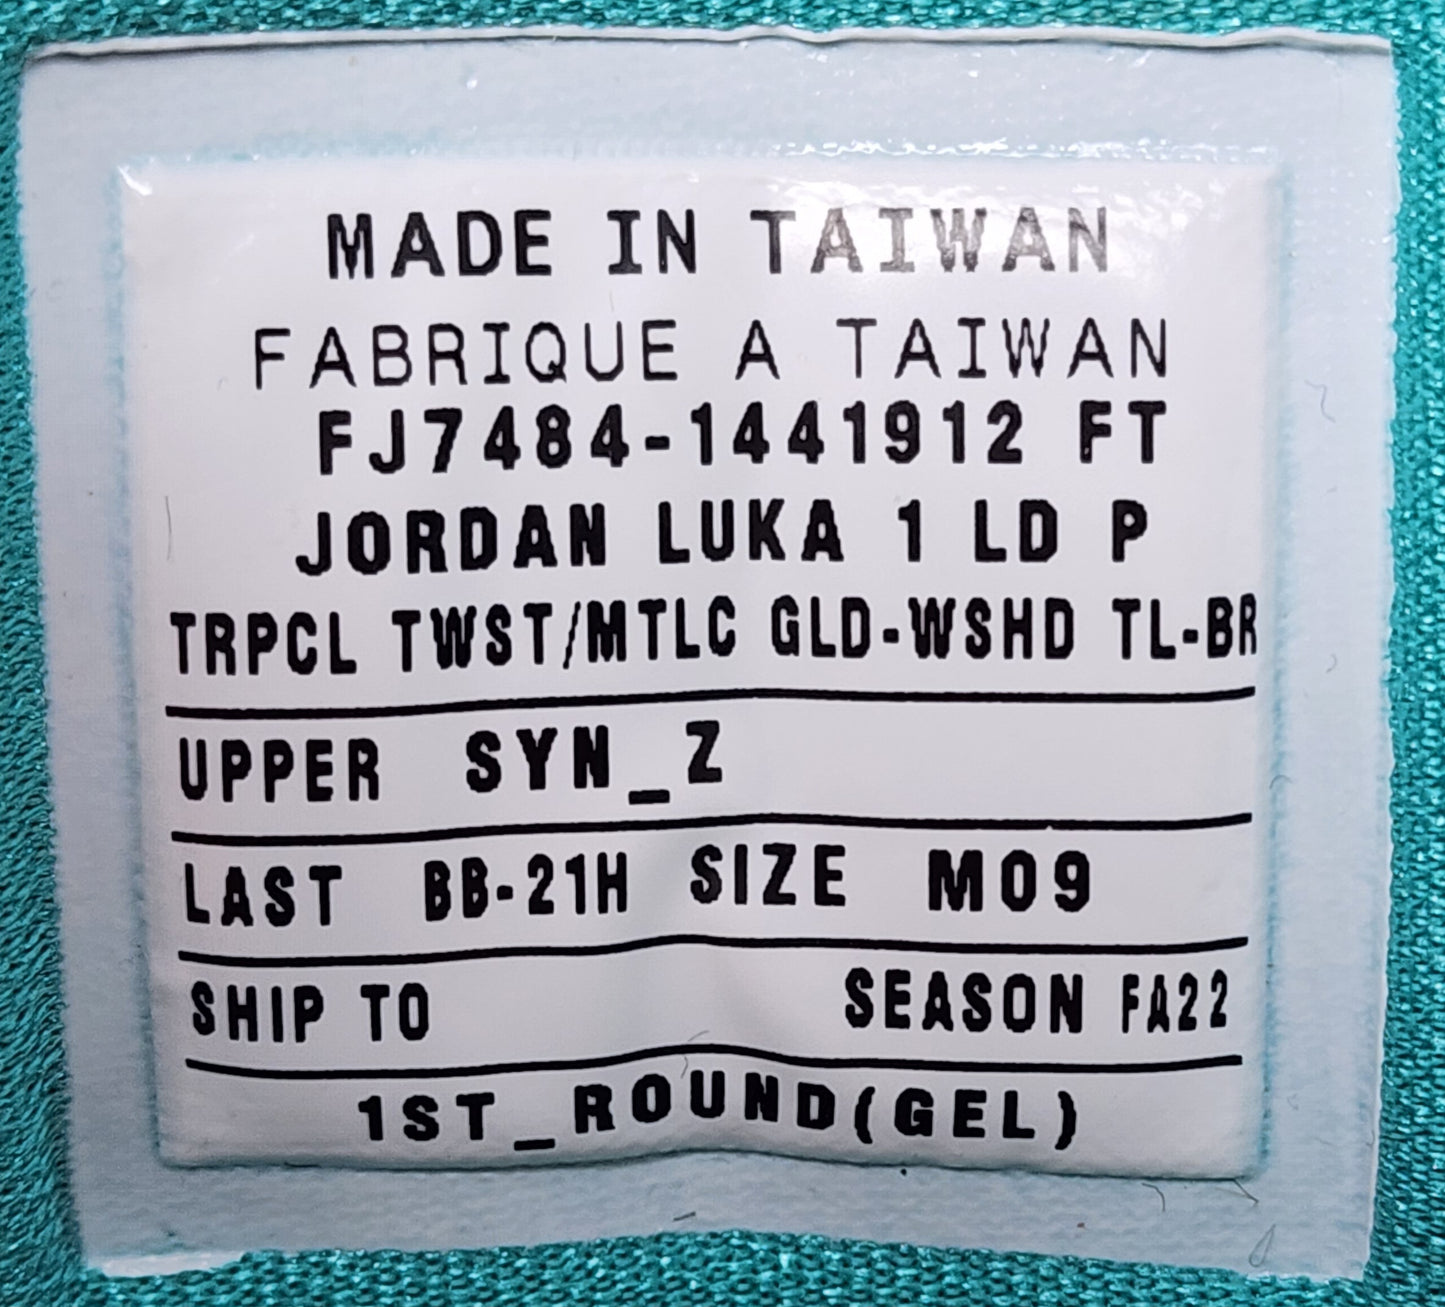 MADE IN TAIWAN
FABRIQUE A TAIWAN
FJ7484-1441912 FT
JORDAN LUKA 1 LD P
TRPCL TWST/MTLC GLD-WSHD TL-BR
UPPER SYN_Z
LAST BB-21H SIZE M09
SHIP TO SEASON FA22
1ST_ROUND(GEL)